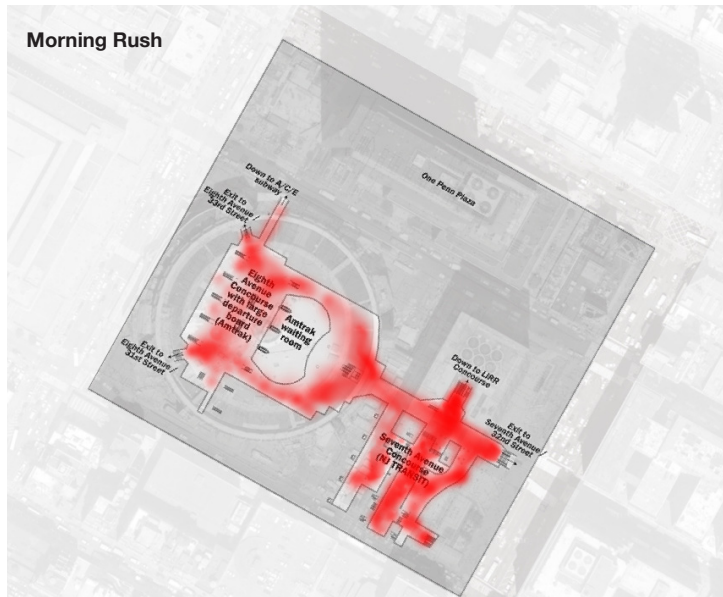 Morning Rush
One Penn Plaza
Down to A/C/E
subway
Exit to
Eighth Avenue /
33rd Street
Eighth
Avenue
Concourse
with large
departure
board
(Amtrak)
Amtrak
waiting
room
Exit to
Eighth Avenue /
31st Street
Down to LIRR
Concourse
Exit to
Seventh Avenue /
32nd Street
Seventh Avenue
Concourse
(NJ TRANSIT)